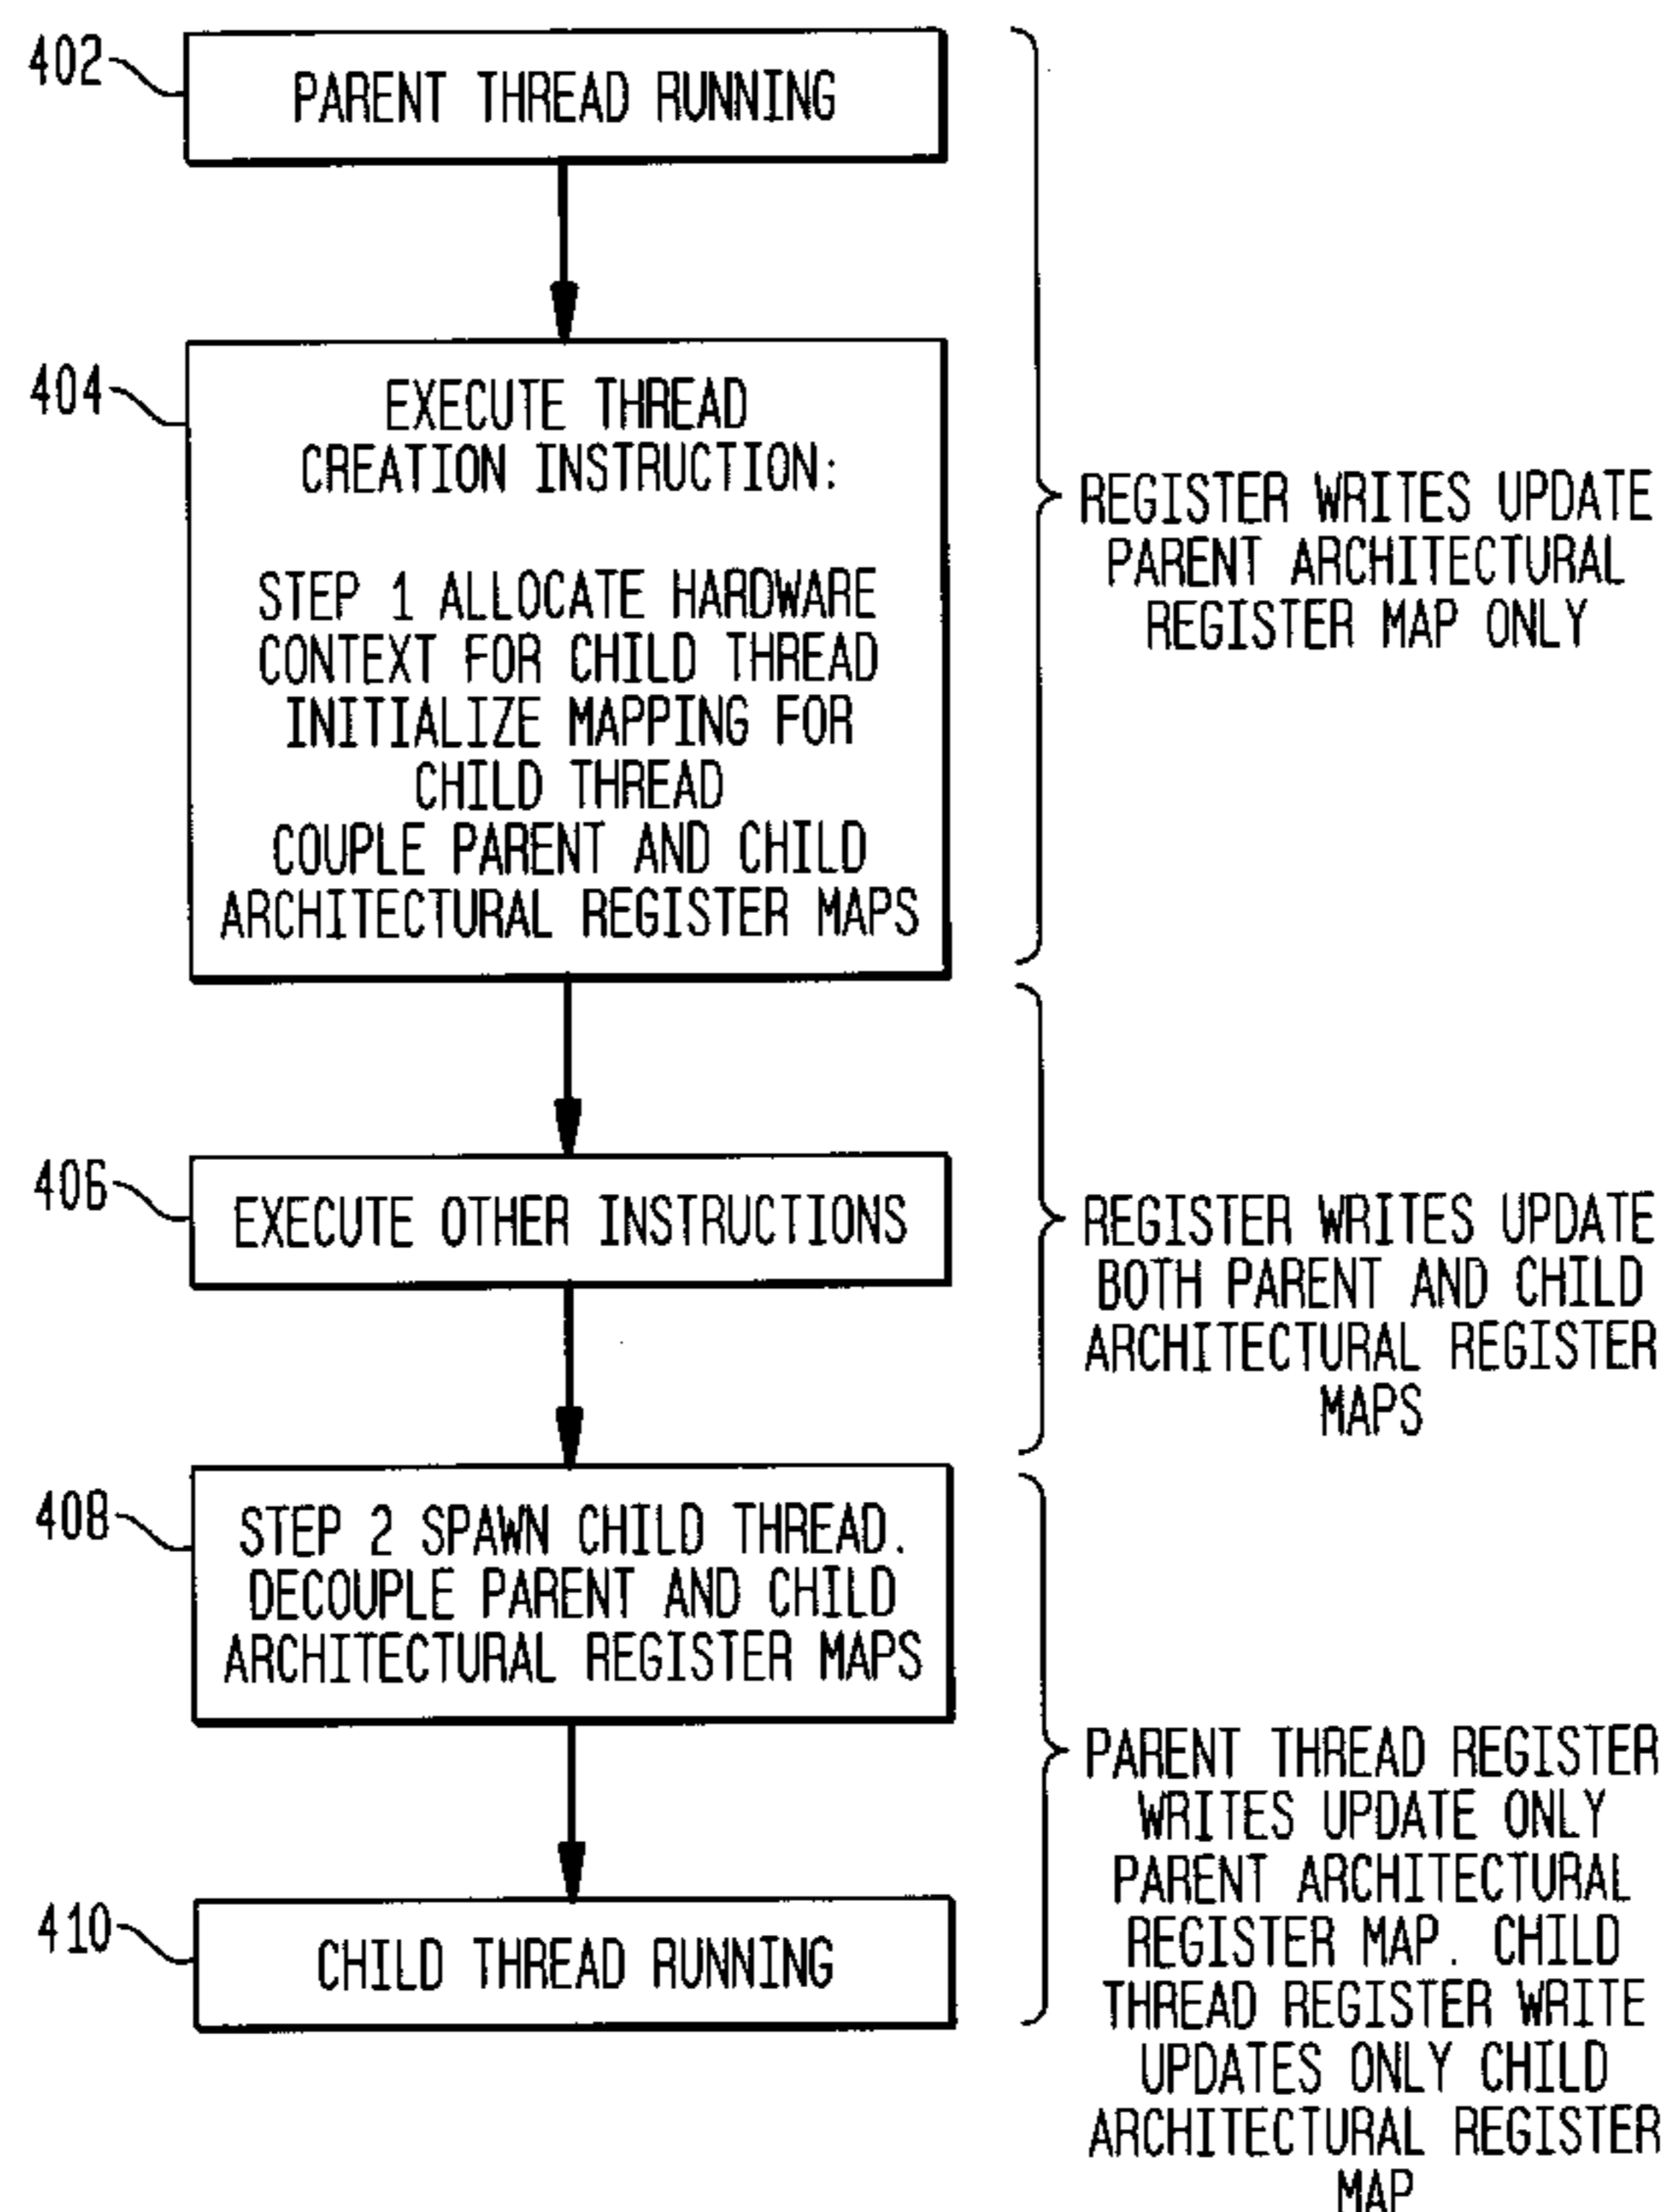 402
PARENT THREAD RUNNING
404
EXECUTE THREAD
CREATION INSTRUCTION:
STEP 1 ALLOCATE HARDWARE
CONTEXT FOR CHILD THREAD
INITIALIZE MAPPING FOR
CHILD THREAD
COUPLE PARENT AND CHILD
ARCHITECTURAL REGISTER MAPS
REGISTER WRITES UPDATE
PARENT ARCHITECTURAL
REGISTER MAP ONLY
406
EXECUTE OTHER INSTRUCTIONS
REGISTER WRITES UPDATE
BOTH PARENT AND CHILD
ARCHITECTURAL REGISTER
MAPS
408
STEP 2 SPAWN CHILD THREAD.
DECOUPLE PARENT AND CHILD
ARCHITECTURAL REGISTER MAPS
410
CHILD THREAD RUNNING
PARENT THREAD REGISTER
WRITES UPDATE ONLY
PARENT ARCHITECTURAL
REGISTER MAP. CHILD
THREAD REGISTER WRITE
UPDATES ONLY CHILD
ARCHITECTURAL REGISTER
MAP